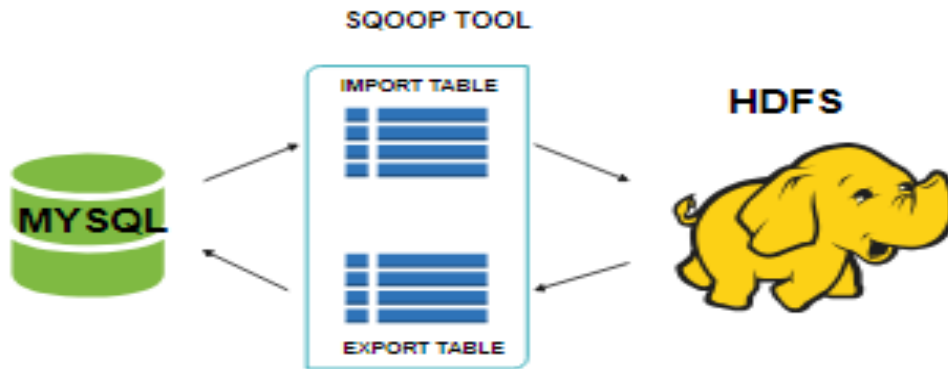 SQOOP TOOL
IMPORT TABLE
HDFS
MYSQL
EXPORT TABLE